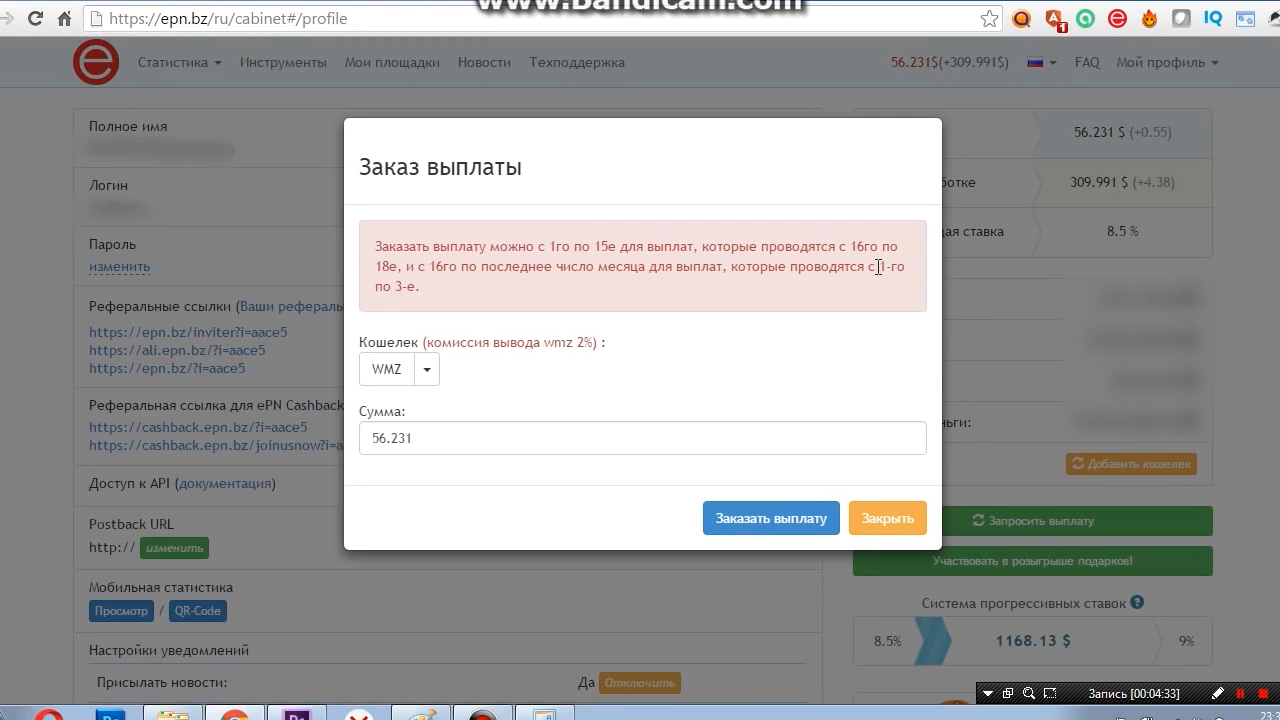 www.Bandicam.com
https://epn.bz/ru/cabinet#/profile
1
IQ
e
Статистика
Инструменты
Мои площадки
Новости
Техподдержка
56.231$(+309.991$)
FAQ
Мой профиль
Полное имя
Логин
Пароль
изменить
Реферальные ссылки (Ваши рефераль
https://epn.bz/inviter?i=aace5
https://ali.epn.bz/?i=aace5
https://epn.bz/?i=aace5
Реферальная ссылка для ePN Cashback
https://cashback.epn.bz/?i=aace5
https://cashback.epn.bz/joinusnow?i=a
Доступ к API (документация)
Postback URL
http:// изменить
Мобильная статистика
Просмотр / QR-Code
Настройки уведомлений
Присылать новости: Да Отключить
Заказ выплаты
Заказать выплату можно с 1го по 15е для выплат, которые проводятся с 16го по
18е, и с 16го по последнее число месяца для выплат, которые проводятся с 1-го
по 3-е.
Кошелек (комиссия вывода wmz 2%) :
WMZ
Сумма:
56.231
Заказать выплату
Закрыть
56.231 $ (+0.55)
ботке 309.991 $ (+4.38)
щая ставка 8.5 %
ньги:
Добавить кошелек
Запросить выплату
Участвовать в розыгрыше подарков!
Система прогрессивных ставок ?
8.5% 1168.13 $ 9%
Запись [00:04:33]